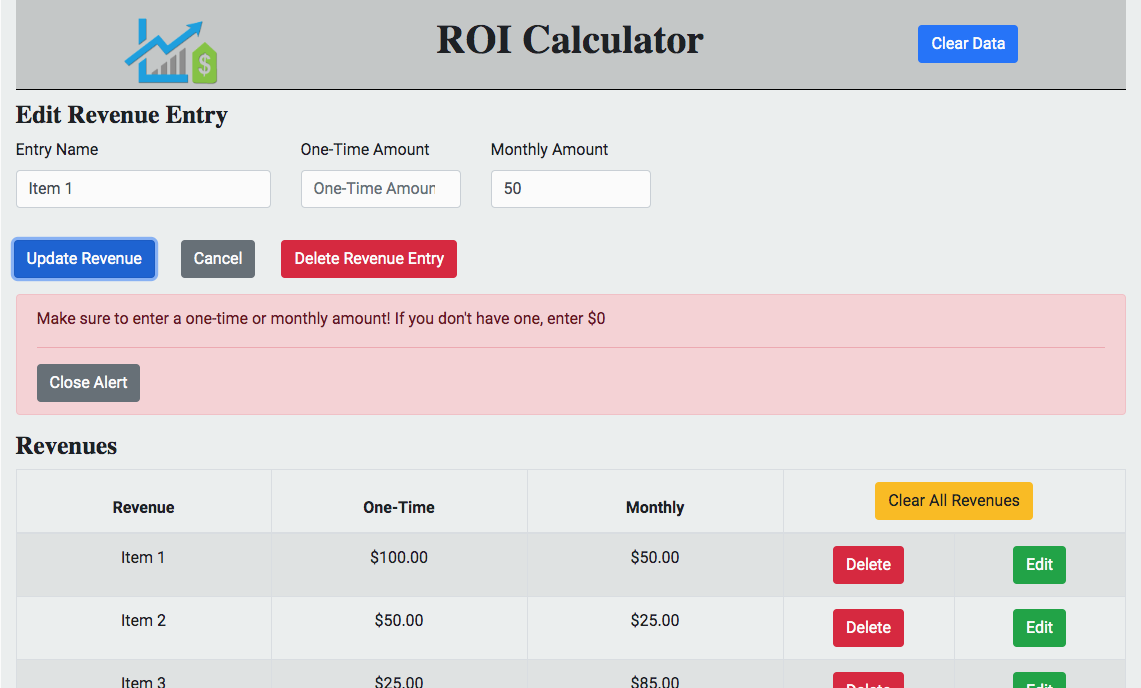 $
ROI Calculator
Clear Data
Edit Revenue Entry
Entry Name One-Time Amount Monthly Amount
Item 1 One-Time Amoun 50
Update Revenue Cancel Delete Revenue Entry
Make sure to enter a one-time or monthly amount! If you don't have one, enter $0
Close Alert
Revenues
Revenue One-Time Monthly Clear All Revenues
Item 1 $100.00 $50.00 Delete Edit
Item 2 $50.00 $25.00 Delete Edit
Item 3 $25.00 $85.00 Delete Edit